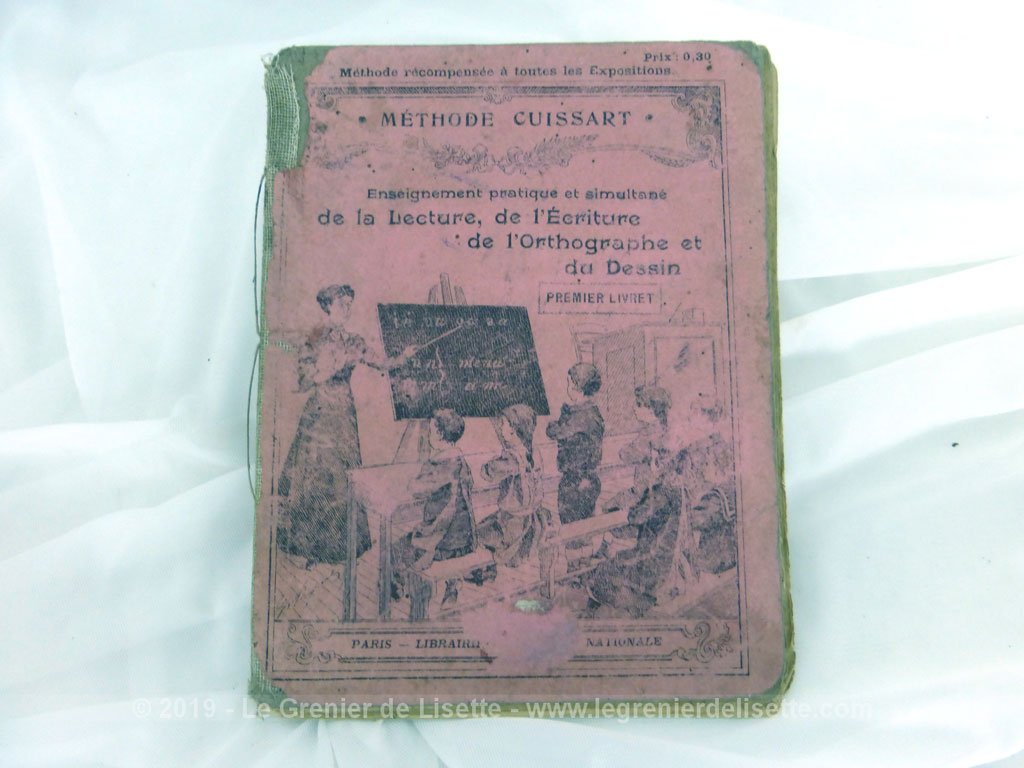 Prix : 0,30
Méthode récompensée à toutes les Expositions.
• MÉTHODE CUISSART •
Enseignement pratique et simultané
de la Lecture, de l'Écriture
de l'Orthographe et
du Dessin
PREMIER LIVRET
PARIS — LIBRAIRI NATIONALE
© 2019 - Le Grenier de Lisette - www.legrenierdelisette.com